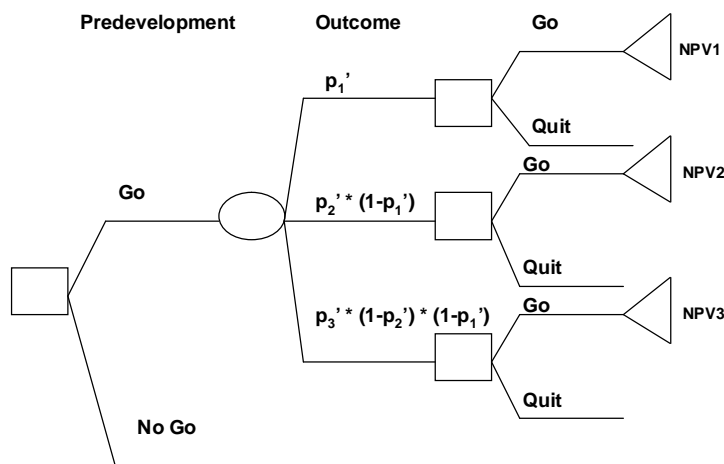 Predevelopment Outcome Go
NPV1
p₁’
Quit
Go
Go
NPV2
p₂’ * (1-p₁’)
Quit
Go
p₃’ * (1-p₂’) * (1-p₁’)
NPV3
Quit
No Go